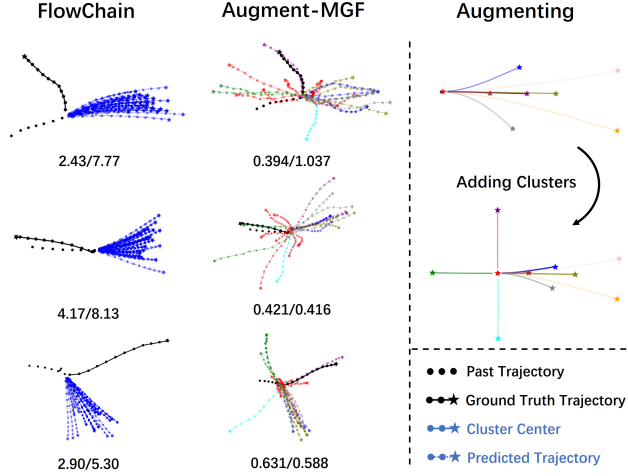 FlowChain
Augment-MGF
Augmenting
2.43/7.77
0.394/1.037
Adding Clusters
4.17/8.13
0.421/0.416
Past Trajectory
Ground Truth Trajectory
Cluster Center
Predicted Trajectory
2.90/5.30
0.631/0.588